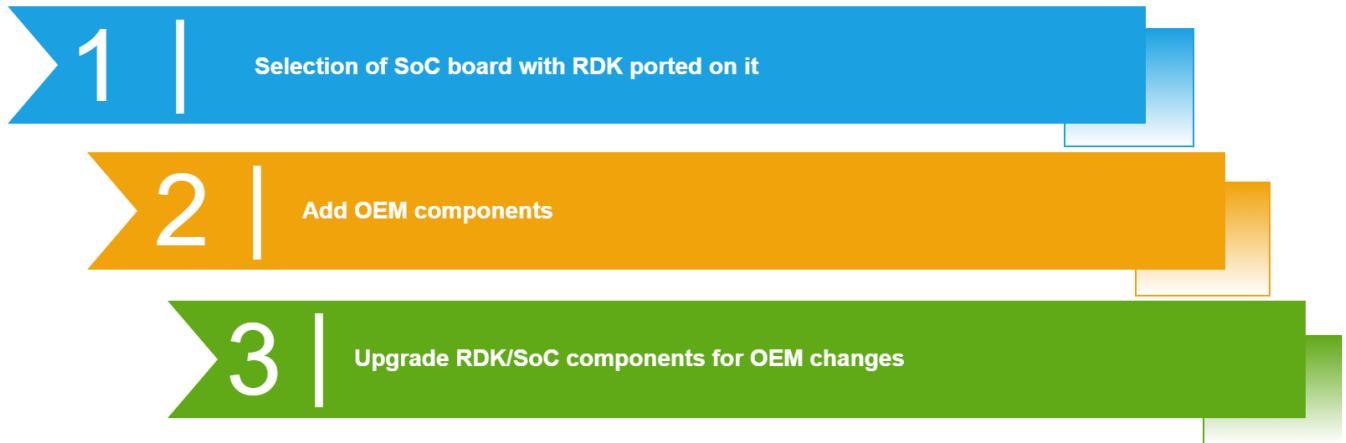 1 Selection of SoC board with RDK ported on it
2 Add OEM components
3 Upgrade RDK/SoC components for OEM changes